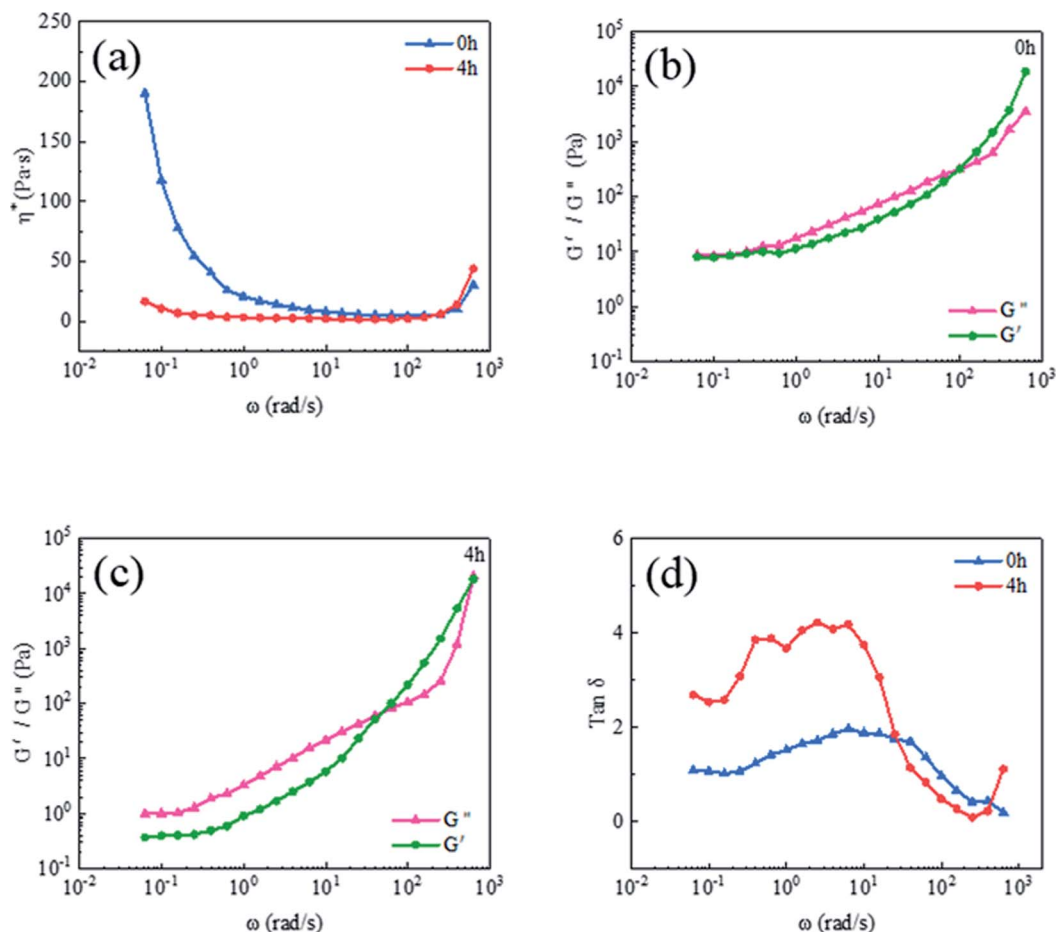 (a)
0h
4h
250
200
150
100
50
0
η* (Pa·s)
10⁻² 10⁻¹ 10⁰ 10¹ 10² 10³
ω (rad/s)
(b)
0h
10⁵
10⁴
10³
10²
10¹
10⁰
10⁻¹
G' / G" (Pa)
G"
G'
10⁻² 10⁻¹ 10⁰ 10¹ 10² 10³
ω (rad/s)
(c)
4h
10⁵
10⁴
10³
10²
10¹
10⁰
10⁻¹
G' / G" (Pa)
G"
G'
10⁻² 10⁻¹ 10⁰ 10¹ 10² 10³
ω (rad/s)
(d)
0h
4h
6
4
2
0
Tan δ
10⁻² 10⁻¹ 10⁰ 10¹ 10² 10³
ω (rad/s)